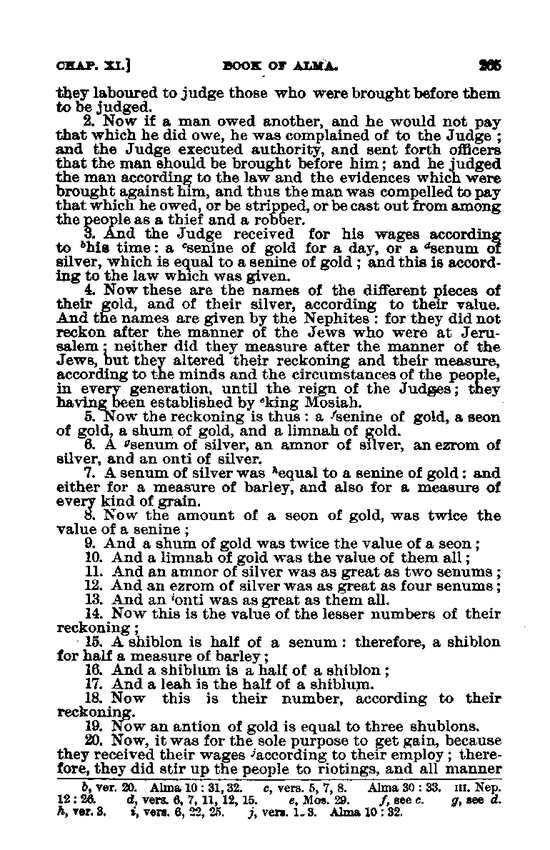 CHAP. XI.] BOOK OF ALMA. 265
they laboured to judge those who were brought before them
to be judged.
2. Now if a man owed another, and he would not pay
that which he did owe, he was complained of to the Judge ;
and the Judge executed authority, and sent forth officers
that the man should be brought before him ; and he judged
the man according to the law and the evidences which were
brought against him, and thus the man was compelled to pay
that which he owed, or be stripped, or be cast out from among
the people as a thief and a robber.
3. And the Judge received for his wages according
to ᵇhis time : a ᶜsenine of gold for a day, or a ᵈsenum of
silver, which is equal to a senine of gold ; and this is accord-
ing to the law which was given.
4. Now these are the names of the different pieces of
their gold, and of their silver, according to their value.
And the names are given by the Nephites : for they did not
reckon after the manner of the Jews who were at Jeru-
salem ; neither did they measure after the manner of the
Jews, but they altered their reckoning and their measure,
according to the minds and the circumstances of the people,
in every generation, until the reign of the Judges; they
having been established by ᵉking Mosiah.
5. Now the reckoning is thus : a ᶠsenine of gold, a seon
of gold, a shum of gold, and a limnah of gold.
6. A ᵍsenum of silver, an amnor of silver, an ezrom of
silver, and an onti of silver.
7. A senum of silver was ʰequal to a senine of gold : and
either for a measure of barley, and also for a measure of
every kind of grain.
8. Now the amount of a seon of gold, was twice the
value of a senine ;
9. And a shum of gold was twice the value of a seon ;
10. And a limnah of gold was the value of them all ;
11. And an amnor of silver was as great as two senums ;
12. And an ezrom of silver was as great as four senums ;
13. And an ⁱonti was as great as them all.
14. Now this is the value of the lesser numbers of their
reckoning ;
15. A shiblon is half of a senum : therefore, a shiblon
for half a measure of barley ;
16. And a shiblum is a half of a shiblon ;
17. And a leah is the half of a shiblum.
18. Now this is their number, according to their
reckoning.
19. Now an antion of gold is equal to three shublons.
20. Now, it was for the sole purpose to get gain, because
they received their wages ʲaccording to their employ ; there-
fore, they did stir up the people to riotings, and all manner
b, ver. 20. Alma 10 : 31, 32. c, vers. 5, 7, 8. Alma 30 : 33. III. Nep.
12 : 26. d, vers. 6, 7, 11, 12, 15. e, Mos. 29. f, see c. g, see d.
h, ver. 3. i, vers. 6, 22, 25. j, vers. 1-3. Alma 10 : 32.